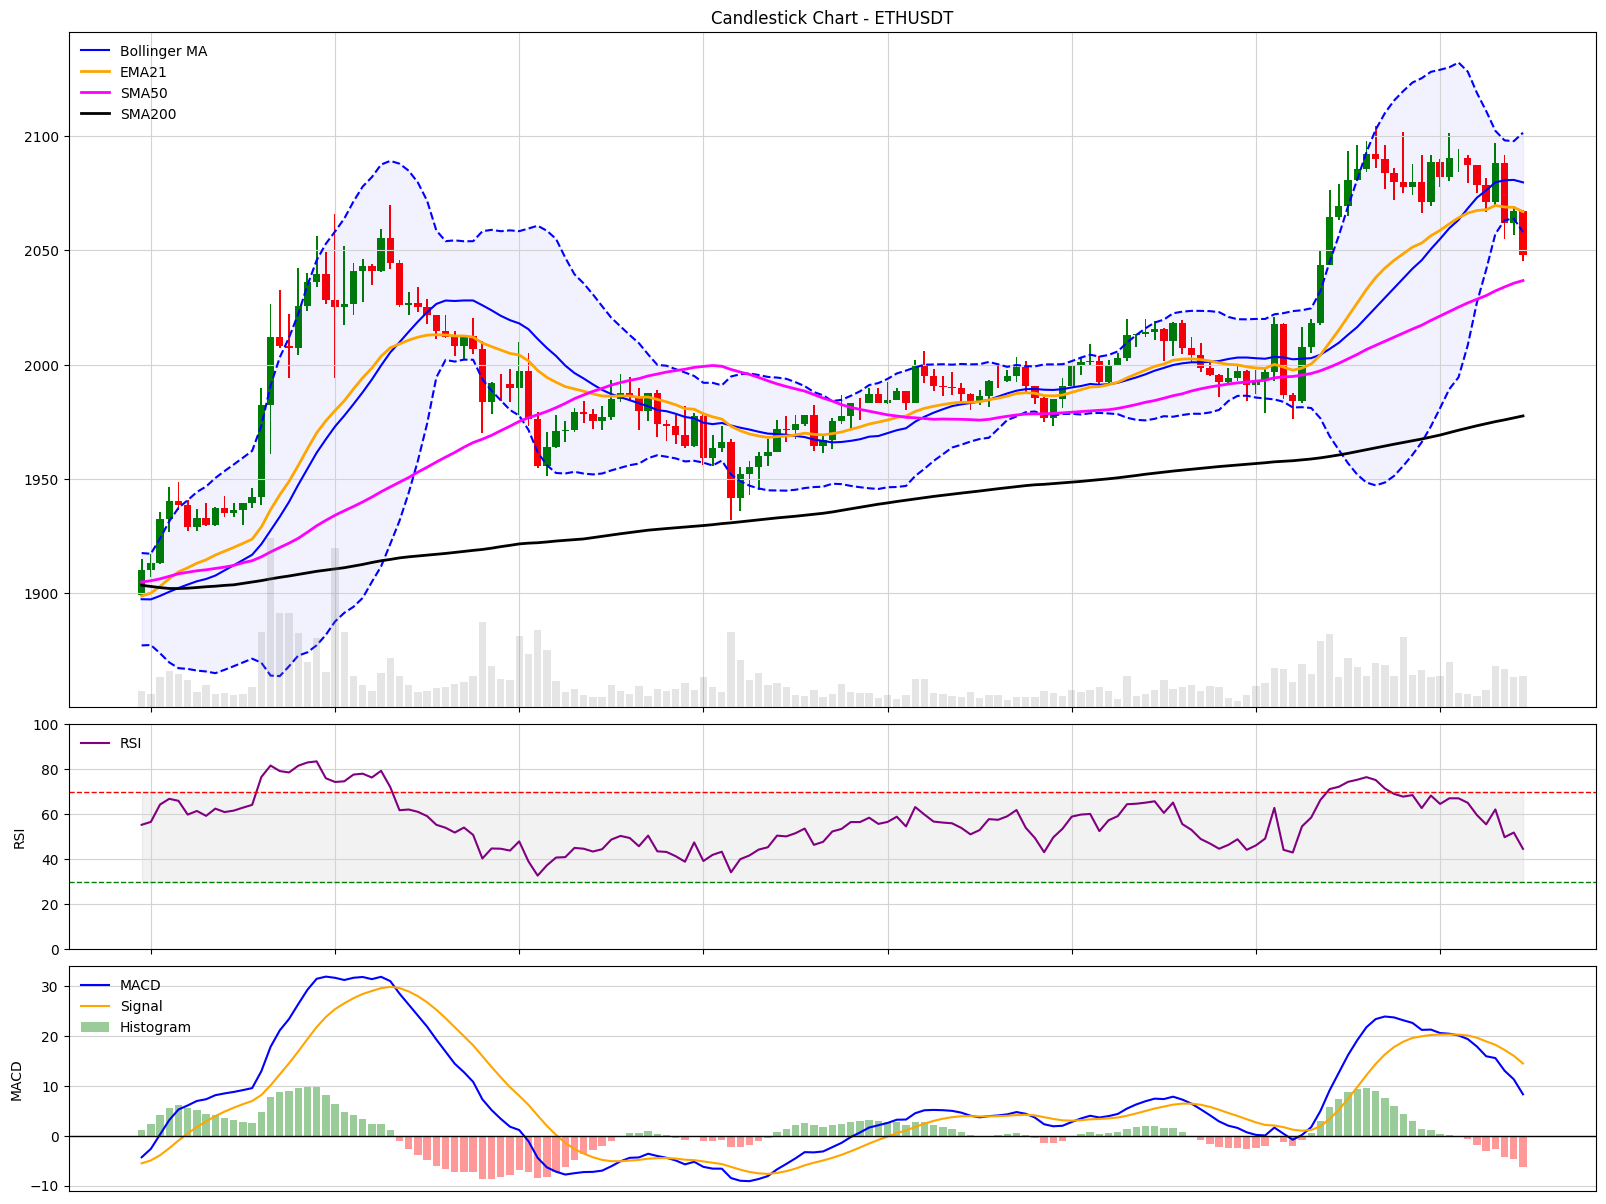 Candlestick Chart - ETHUSDT
Bollinger MA
EMA21
SMA50
SMA200
2100
2050
2000
1950
1900
100
RSI
80
60
RSI
40
20
0
MACD
30
Signal
Histogram
20
MACD
10
0
−10